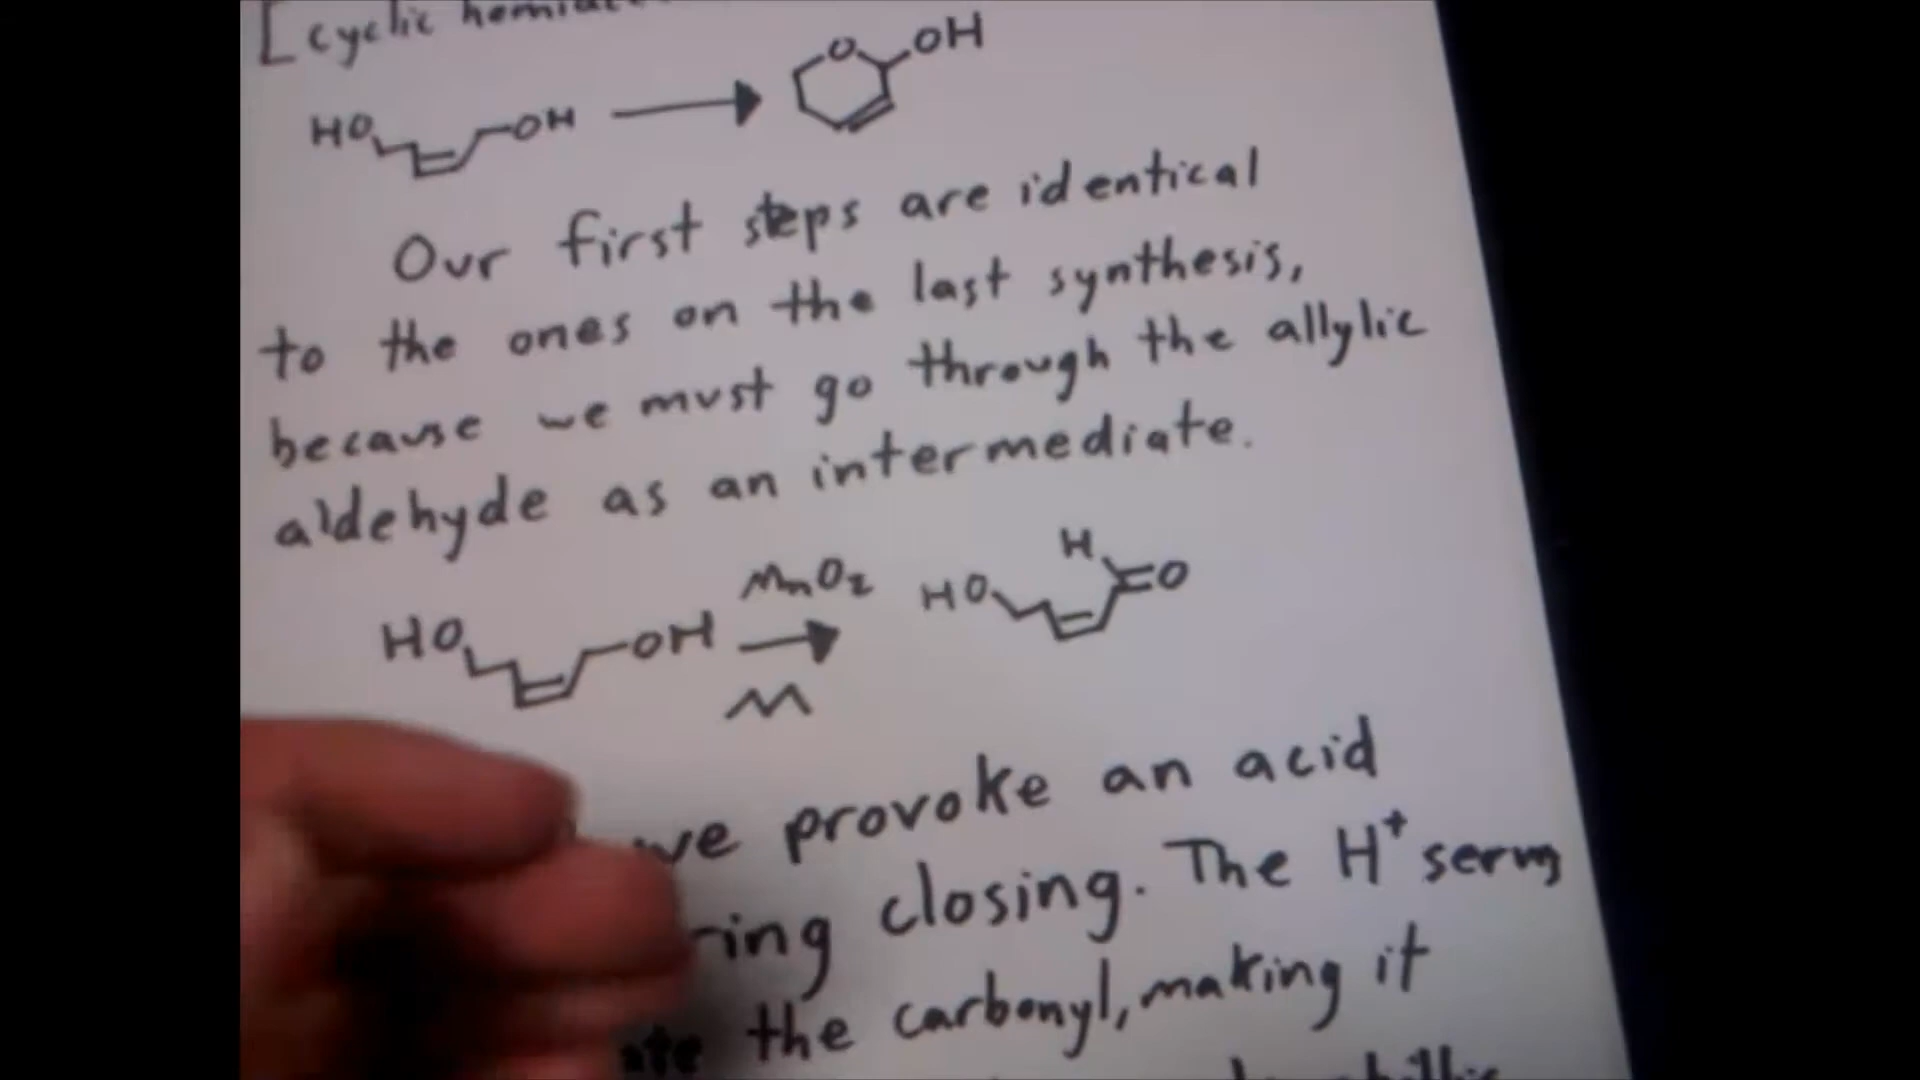 [cyclic
O OH
HO OH
Our first steps are identical
to the ones on the last synthesis,
because we must go through the allylic
aldehyde as an intermediate.
HO OH MnO2 HO H O
we provoke an acid
ring closing. The H+ serves
the carbonyl, making it